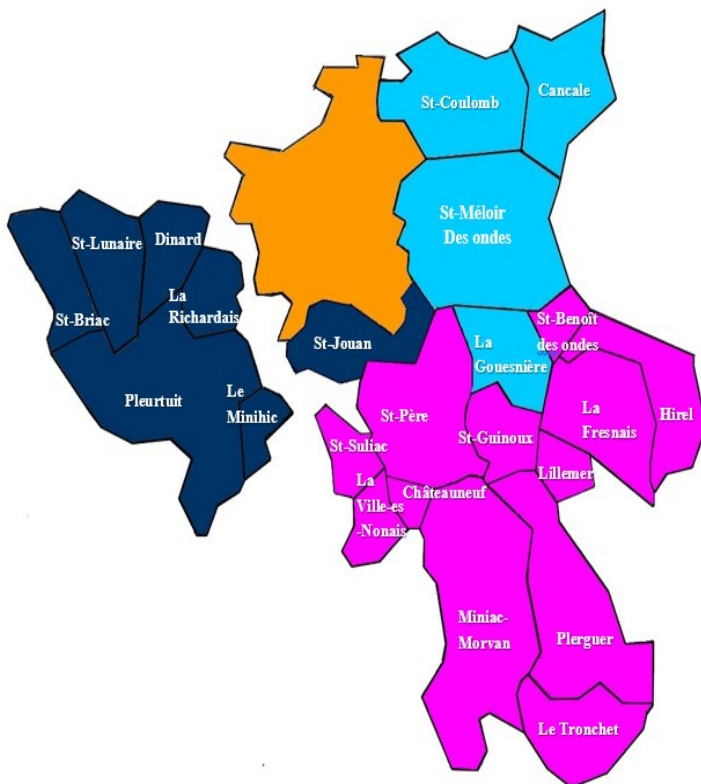 St-Coulomb
Cancale
St-Méloir
Des ondes
St-Lunaire
Dinard
La
Richardais
St-Briac
St-Jouan
La
Gouesnière
St-Benoît
des ondes
Pleurtuit
Le
Minihic
St-Père
St-Guinoux
La
Fresnais
Hirel
St-Suliac
La
Ville-es
-Nonais
Châteauneuf
Lillemer
Miniac-
Morvan
Plerguer
Le Tronchet